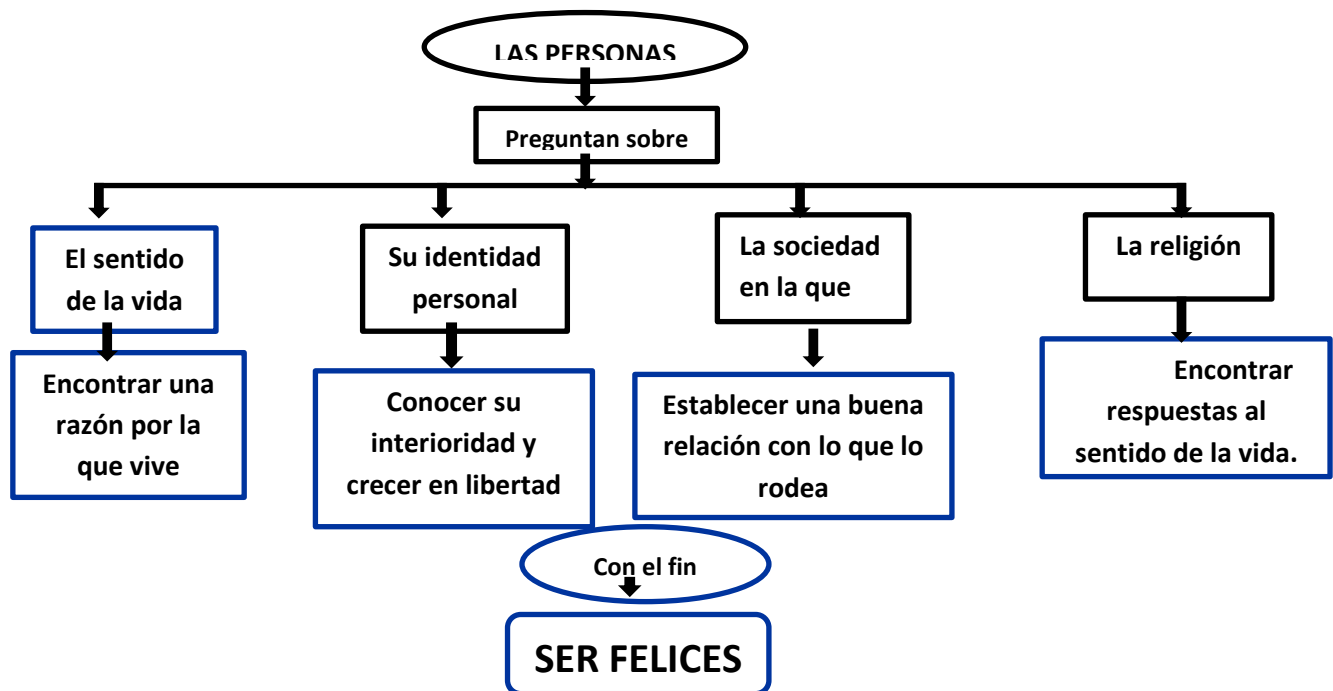 LAS PERSONAS
Preguntan sobre
El sentido
de la vida
Su identidad
personal
La sociedad
en la que
La religión
Encontrar una
razón por la
que vive
Conocer su
interioridad y
crecer en libertad
Establecer una buena
relación con lo que lo
rodea
Encontrar
respuestas al
sentido de la vida.
Con el fin
SER FELICES